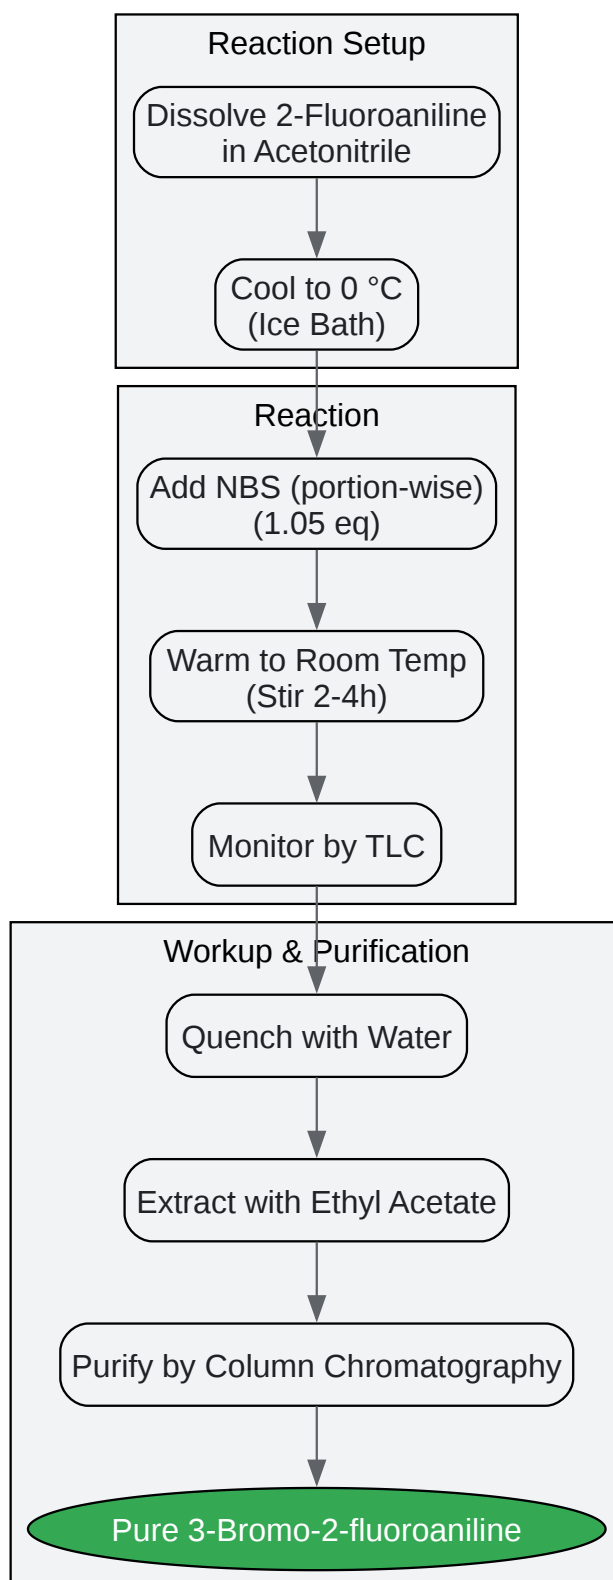 Reaction Setup
Dissolve 2-Fluoroaniline
in Acetonitrile
Cool to 0 °C
(Ice Bath)
Reaction
Add NBS (portion-wise)
(1.05 eq)
Warm to Room Temp
(Stir 2-4h)
Monitor by TLC
Workup & Purification
Quench with Water
Extract with Ethyl Acetate
Purify by Column Chromatography
Pure 3-Bromo-2-fluoroaniline